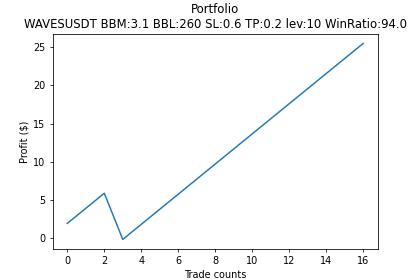 Portfolio
WAVESUSDT BBM:3.1 BBL:260 SL:0.6 TP:0.2 lev:10 WinRatio:94.0
25
20
15
10
5
0
Profit ($)
0 2 4 6 8 10 12 14 16
Trade counts